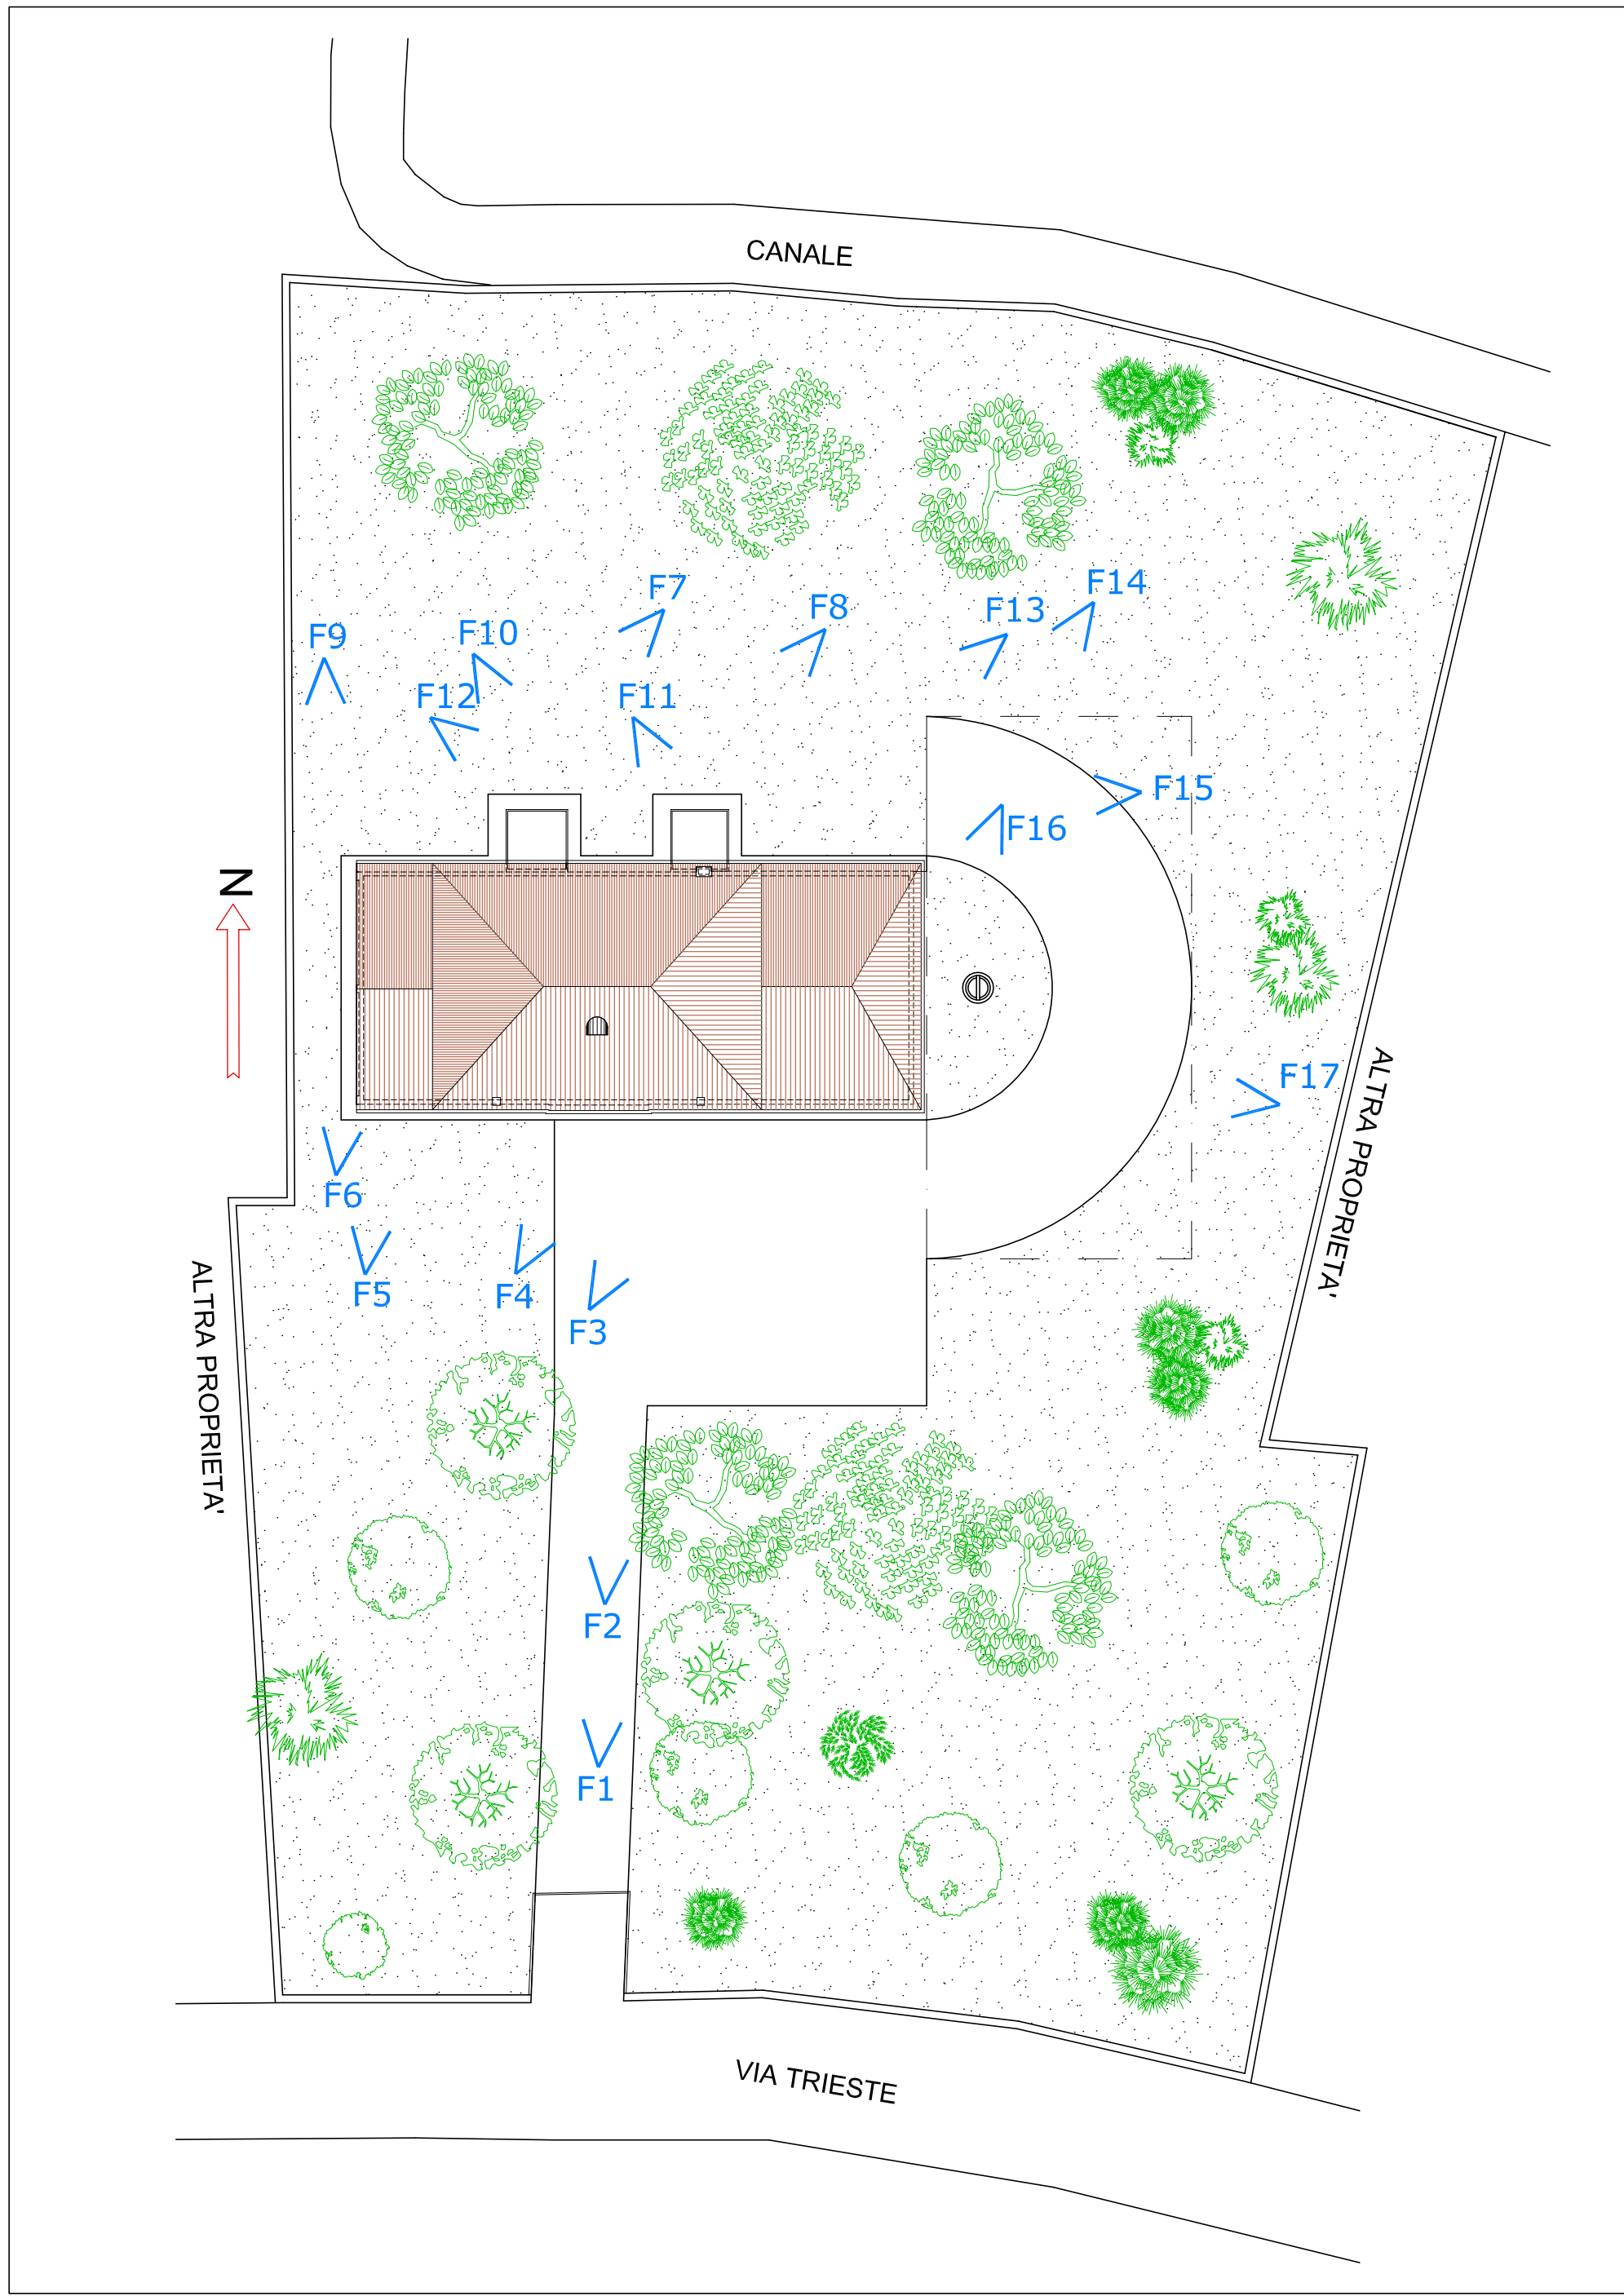 CANALE
F7
F14
F8
F13
F10
F9
F12
F11
F15
F16
N
F17
ALTRA PROPRIETA'
F6
F5
F4
F3
ALTRA PROPRIETA'
F2
F1
VIA TRIESTE